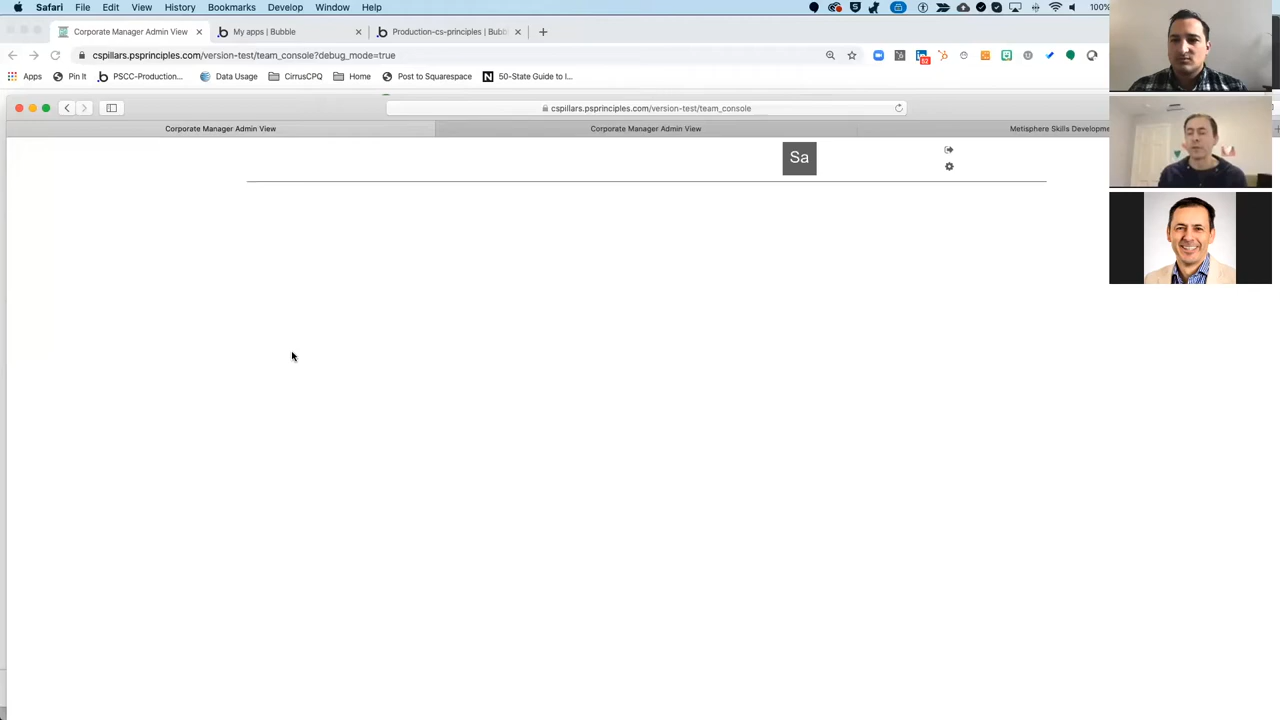 Safari File Edit View History Bookmarks Develop Window Help 100%
Corporate Manager Admin View My apps | Bubble Production-cs-principles | Bubb
cspillars.psprinciples.com/version-test/team_console?debug_mode=true
Apps Pin It PSCC-Production... Data Usage CirrusCPQ Home Post to Squarespace 50-State Guide to I...
cspillars.psprinciples.com/version-test/team_console
Corporate Manager Admin View Corporate Manager Admin View Metisphere Skills Developme
Sa